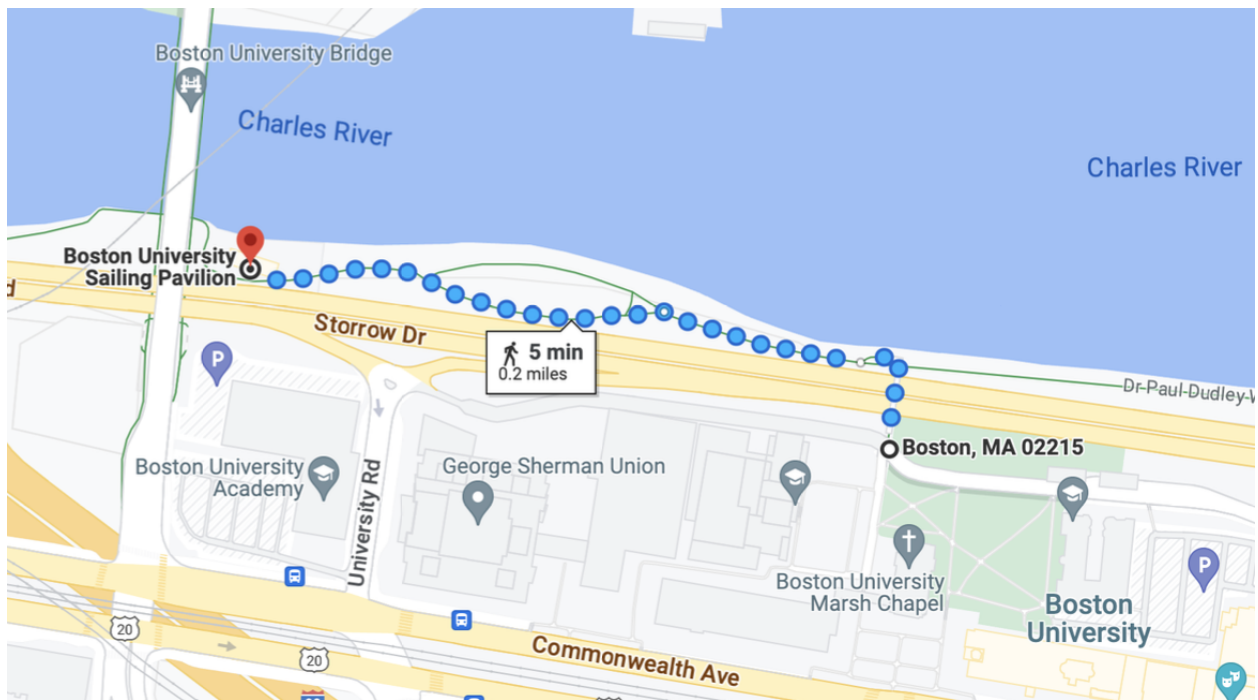 Boston University Bridge
Charles River
Charles River
Boston University
Sailing Pavilion
Storrow Dr
5 min
0.2 miles
Dr Paul Dudley W
Boston, MA 02215
Boston University
Academy
George Sherman Union
University Rd
Boston University
Marsh Chapel
Boston
University
Commonwealth Ave
P
P
20
20